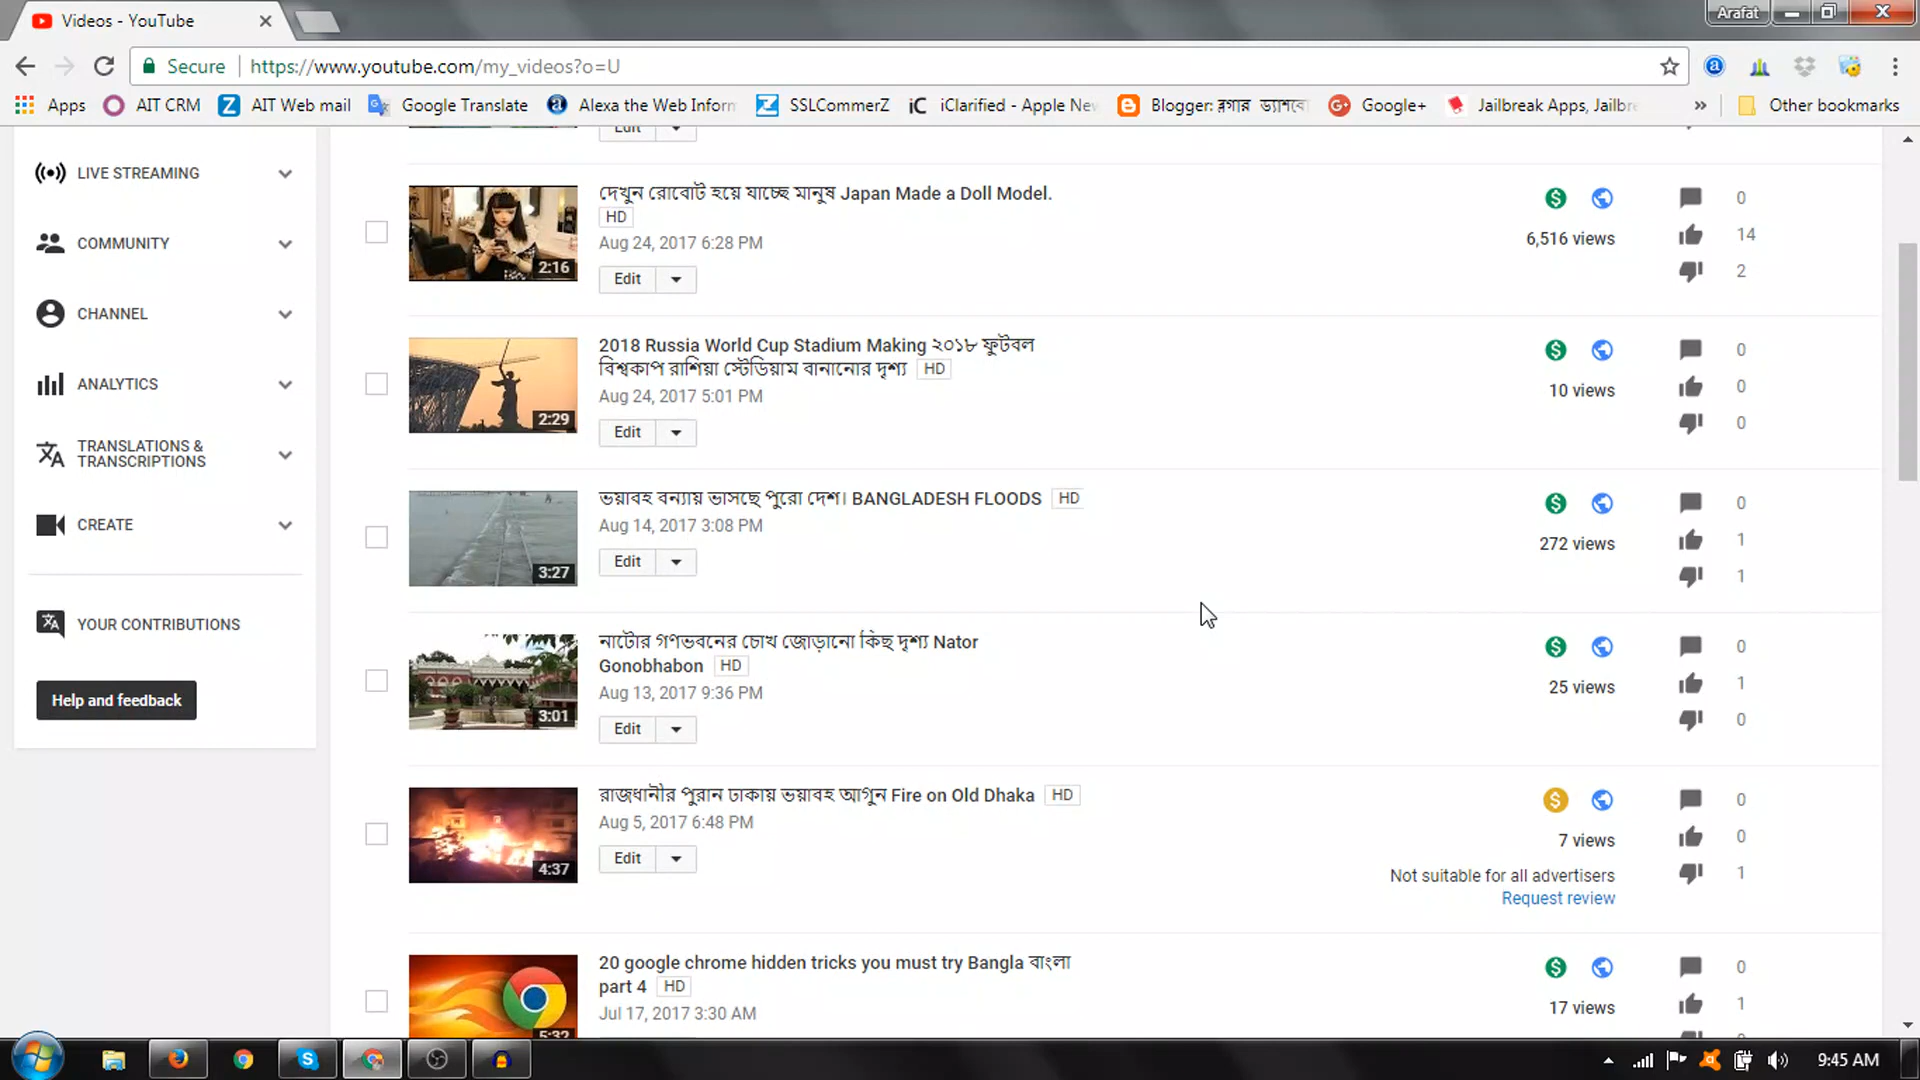 Videos - YouTube
Arafat
Secure
https://www.youtube.com/my_videos?o=U
Apps
AIT CRM
AIT Web mail
Google Translate
Alexa the Web Inform
SSLCommerZ
iClarified - Apple Nev
Blogger: ব্লগার ড্যাশবো
Google+
Jailbreak Apps, Jailbre
Other bookmarks
Edit
LIVE STREAMING
COMMUNITY
CHANNEL
ANALYTICS
TRANSLATIONS &
TRANSCRIPTIONS
CREATE
YOUR CONTRIBUTIONS
Help and feedback
2:16
দেখুন রোবোট হয়ে যাচ্ছে মানুষ Japan Made a Doll Model.
HD
Aug 24, 2017 6:28 PM
Edit
6,516 views
0
14
2
2:29
2018 Russia World Cup Stadium Making ২০১৮ ফুটবল
বিশ্বকাপ রাশিয়া স্টেডিয়াম বানানোর দৃশ্য HD
Aug 24, 2017 5:01 PM
Edit
10 views
0
0
0
3:27
ভয়াবহ বন্যায় ভাসছে পুরো দেশ। BANGLADESH FLOODS HD
Aug 14, 2017 3:08 PM
Edit
272 views
0
1
1
3:01
নাটোর গণভবনের চোখ জোড়ানো কিছ দৃশ্য Nator
Gonobhabon HD
Aug 13, 2017 9:36 PM
Edit
25 views
0
1
0
4:37
রাজধানীর পুরান ঢাকায় ভয়াবহ আগুন Fire on Old Dhaka HD
Aug 5, 2017 6:48 PM
Edit
7 views
Not suitable for all advertisers
Request review
0
0
1
5:32
20 google chrome hidden tricks you must try Bangla বাংলা
part 4 HD
Jul 17, 2017 3:30 AM
17 views
0
1
9:45 AM